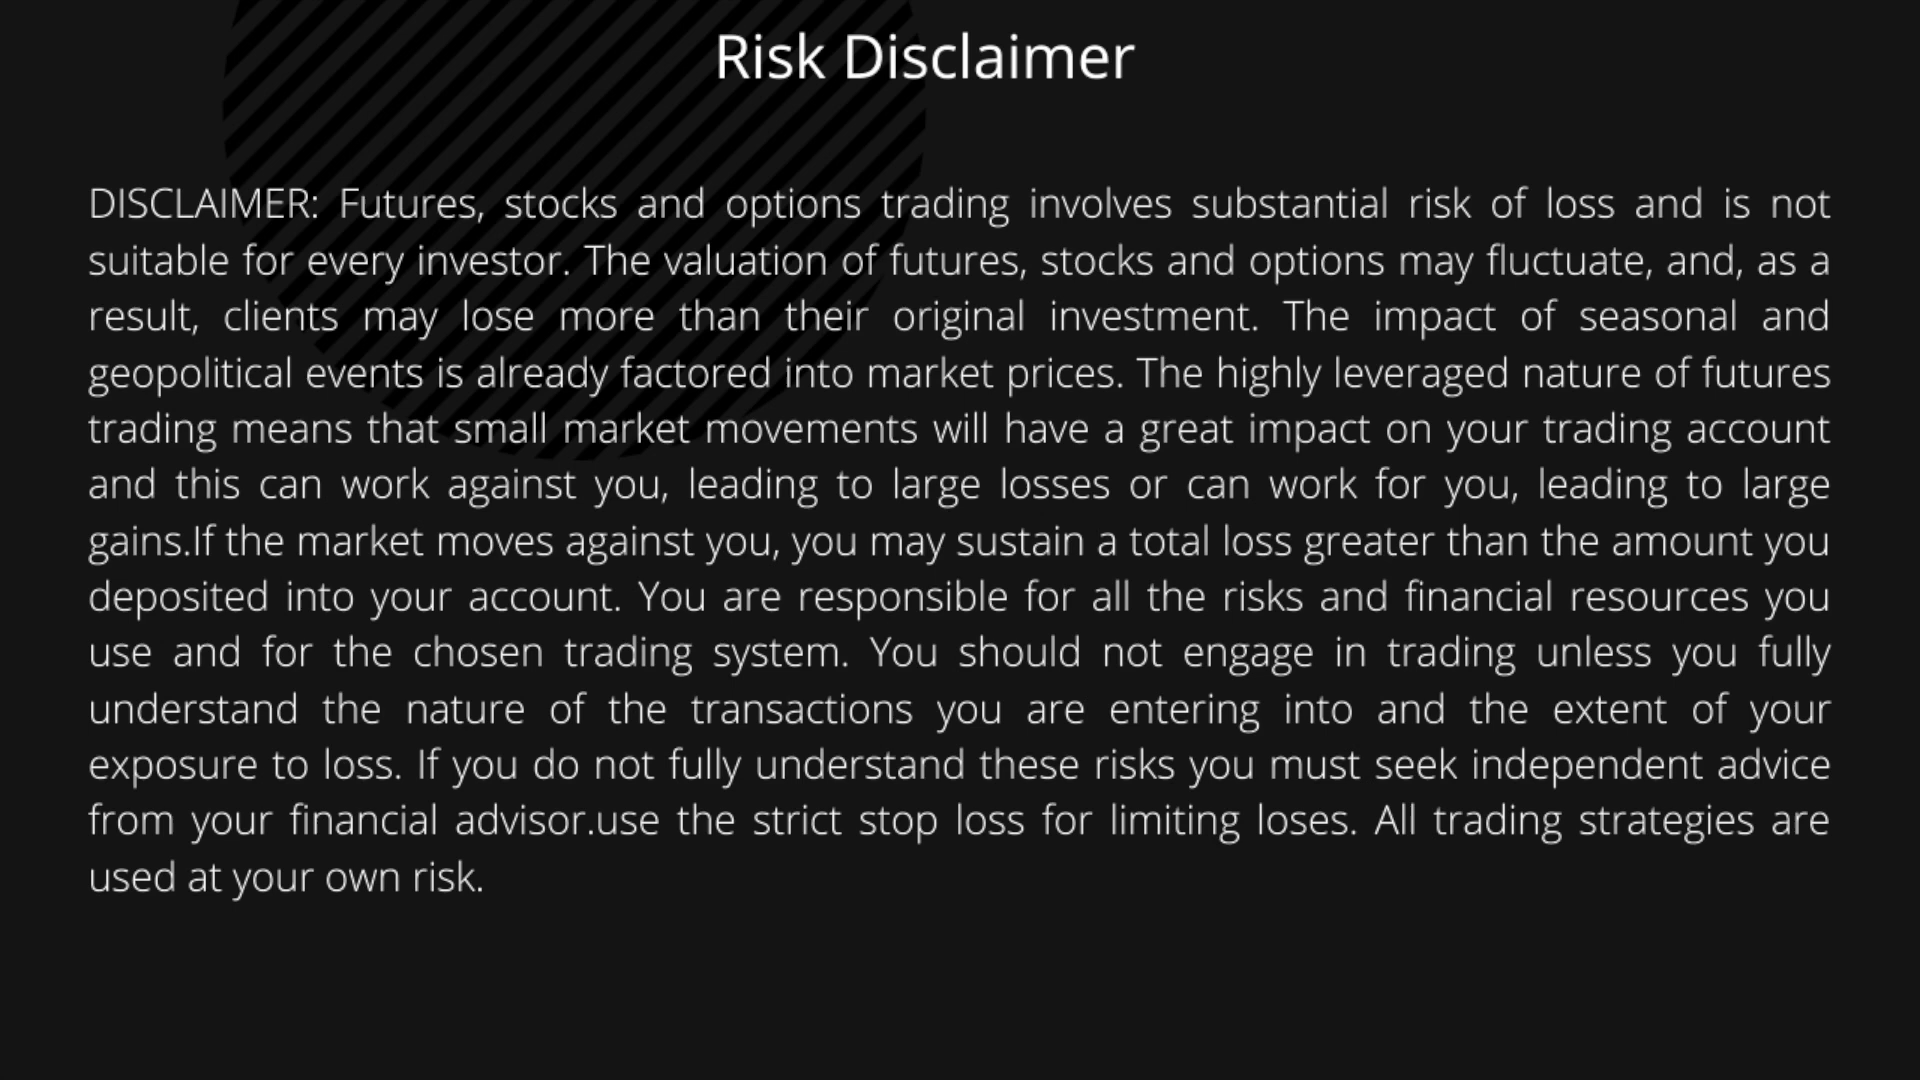 Risk Disclaimer
DISCLAIMER: Futures, stocks and options trading involves substantial risk of loss and is not
suitable for every investor. The valuation of futures, stocks and options may fluctuate, and, as a
result, clients may lose more than their original investment. The impact of seasonal and
geopolitical events is already factored into market prices. The highly leveraged nature of futures
trading means that small market movements will have a great impact on your trading account
and this can work against you, leading to large losses or can work for you, leading to large
gains.If the market moves against you, you may sustain a total loss greater than the amount you
deposited into your account. You are responsible for all the risks and financial resources you
use and for the chosen trading system. You should not engage in trading unless you fully
understand the nature of the transactions you are entering into and the extent of your
exposure to loss. If you do not fully understand these risks you must seek independent advice
from your financial advisor.use the strict stop loss for limiting loses. All trading strategies are
used at your own risk.